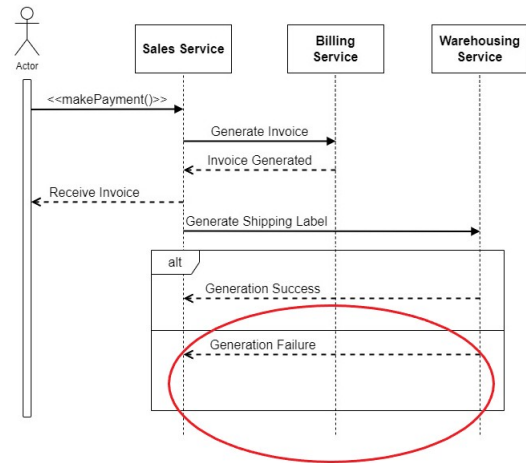 Actor
Sales Service
Billing
Service
Warehousing
Service
<<makePayment()>>
Generate Invoice
Invoice Generated
Receive Invoice
Generate Shipping Label
alt
Generation Success
Generation Failure